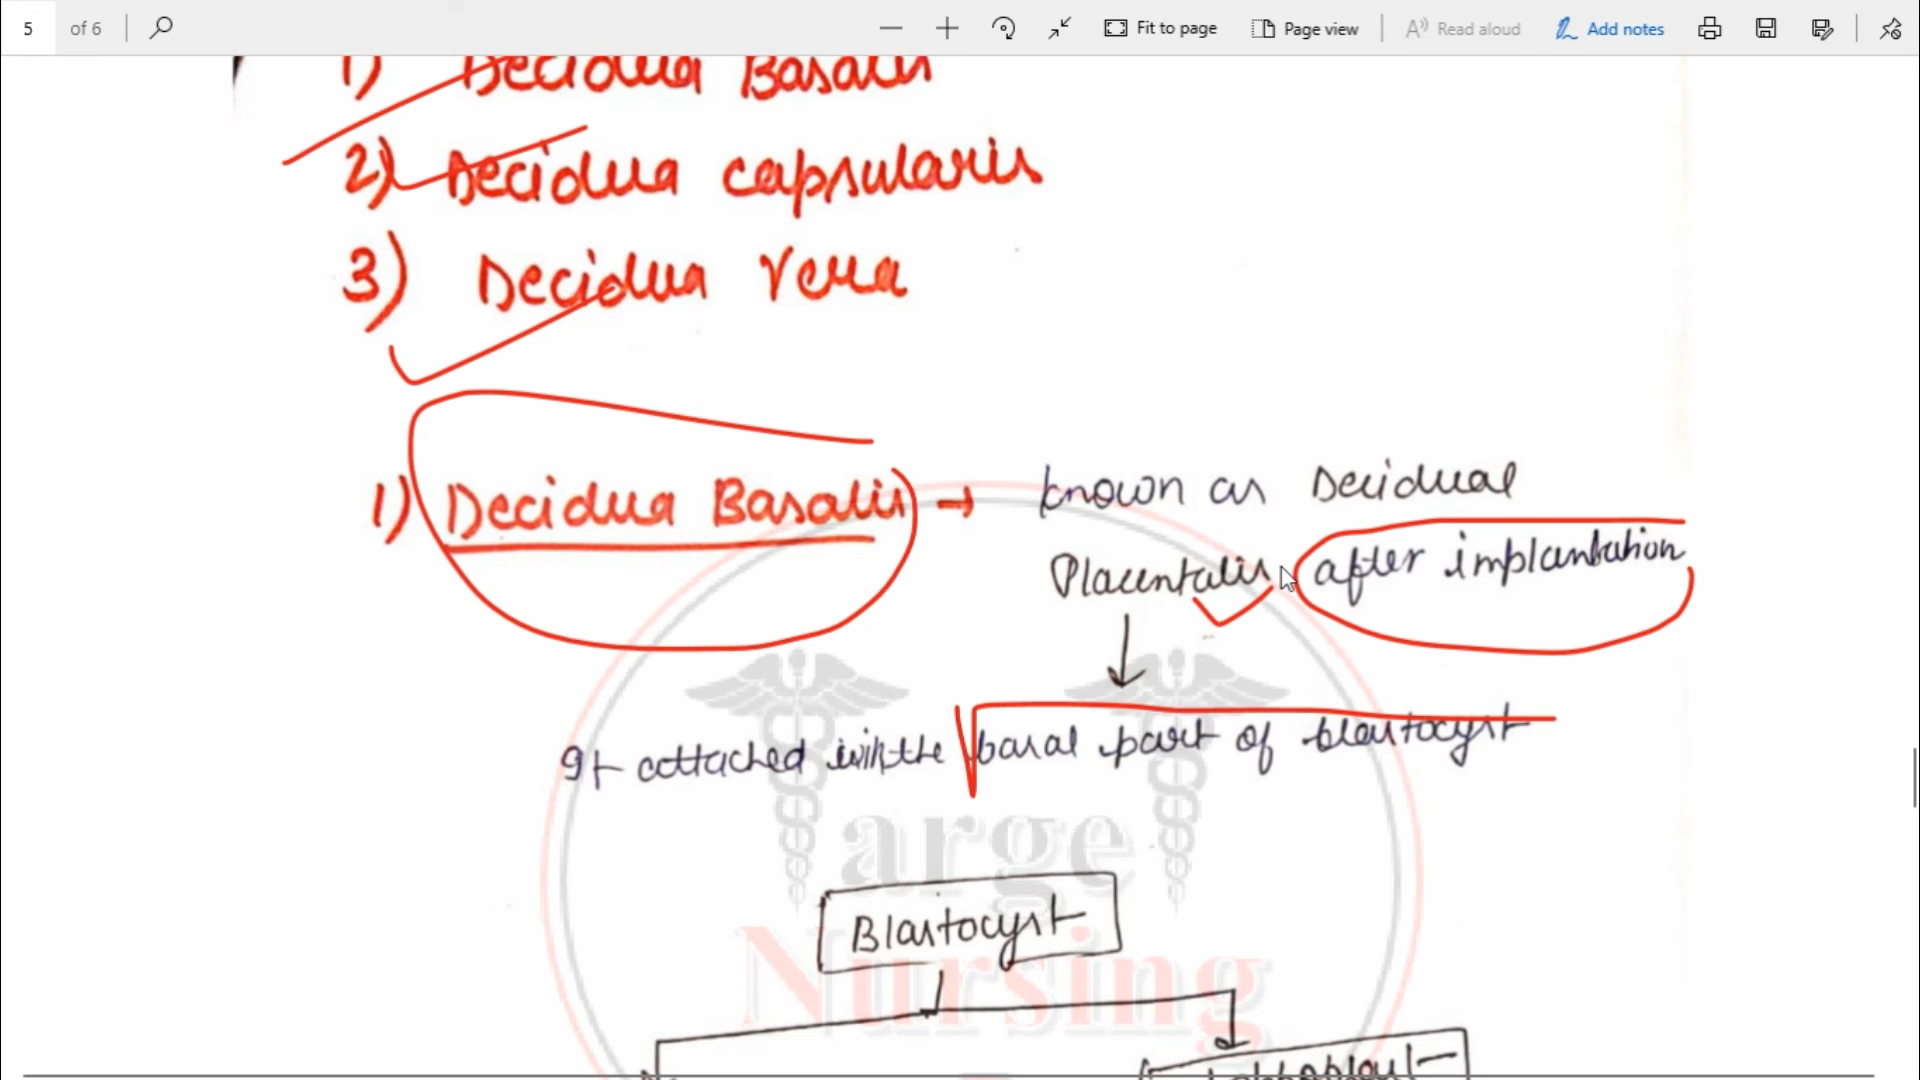 5 of 6 Fit to page Page view Read aloud Add notes
1) Decidua Basalis
2) Decidua capsularis
3) Decidua Vera
1) Decidua Basalis → known as Decidual
Placentalis after implantation
It attached with the basal part of blastocyst
arge
Blastocyst
Nursing